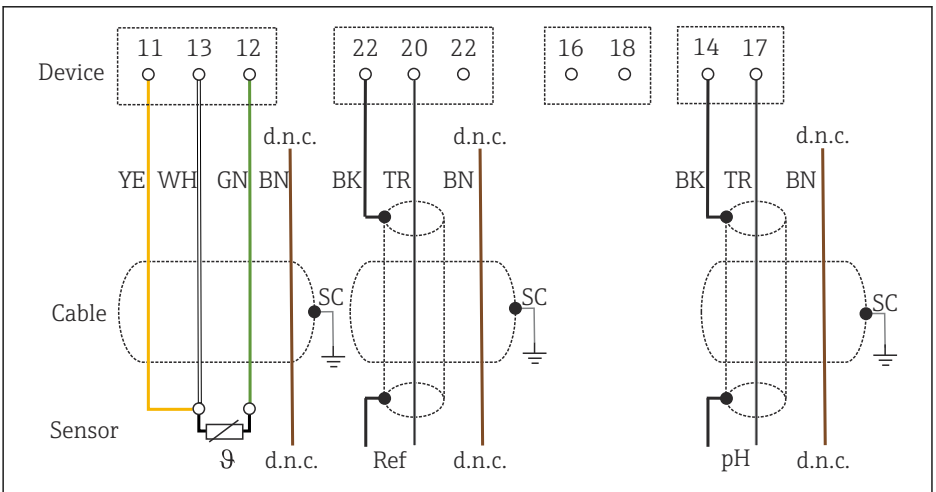 11 13 12 22 20 22 16 18 14 17
Device
d.n.c. d.n.c. d.n.c.
YE WH GN BN BK TR BN BK TR BN
Cable SC SC SC
Sensor
ϑ d.n.c. Ref d.n.c. pH d.n.c.